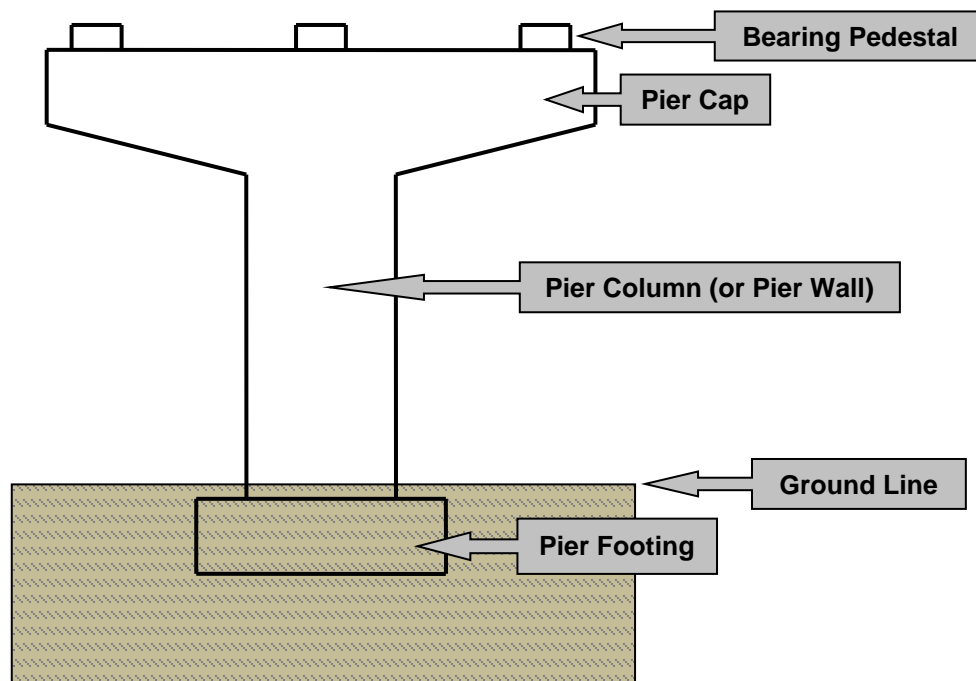 Bearing Pedestal
Pier Cap
Pier Column (or Pier Wall)
Ground Line
Pier Footing